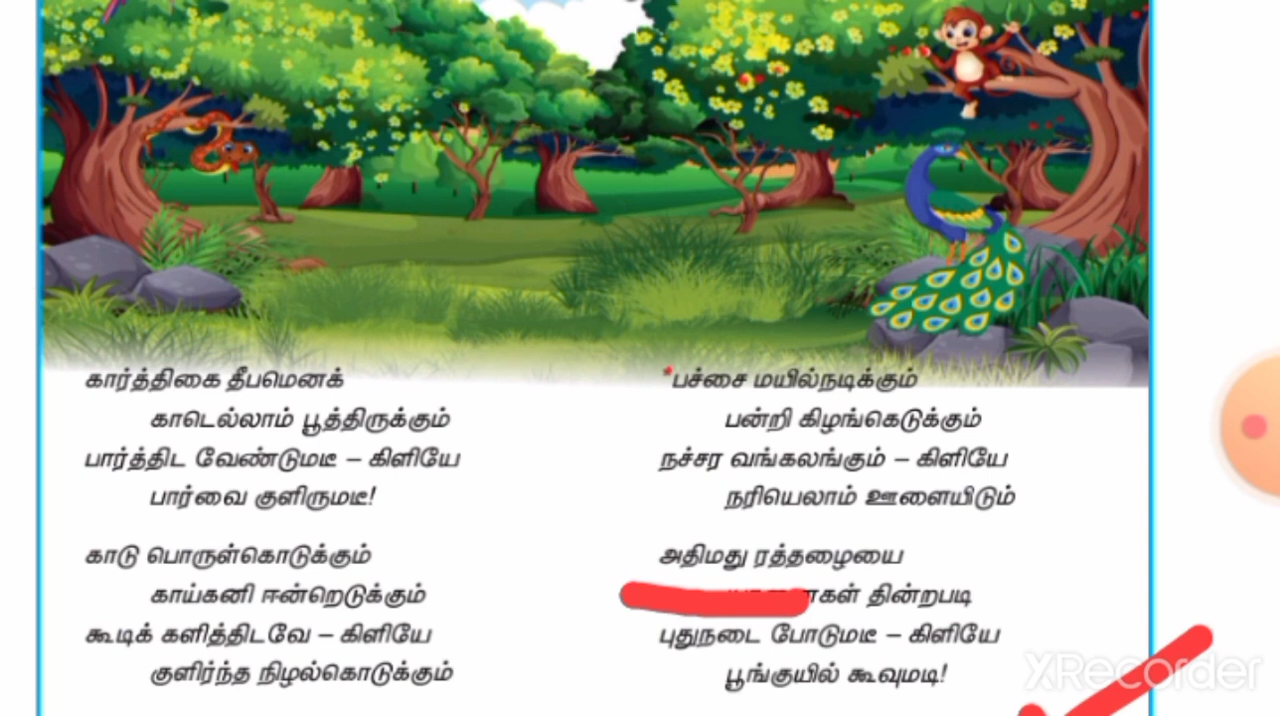 கார்த்திகை தீபமெனக்
காடெல்லாம் பூத்திருக்கும்
பார்த்திட வேண்டுமடீ – கிளியே
பார்வை குளிருமடீ!
காடு பொருள்கொடுக்கும்
காய்கனி ஈன்றெடுக்கும்
கூடிக் களித்திடவே – கிளியே
குளிர்ந்த நிழல்கொடுக்கும்
*பச்சை மயில்நடிக்கும்
பன்றி கிழங்கெடுக்கும்
நச்சர வங்கலங்கும் – கிளியே
நரியெலாம் ஊளையிடும்
அதிமது ரத்தழையை
தின்றபடி
புதுநடை போடுமடீ – கிளியே
பூங்குயில் கூவுமடி!
XRecorder